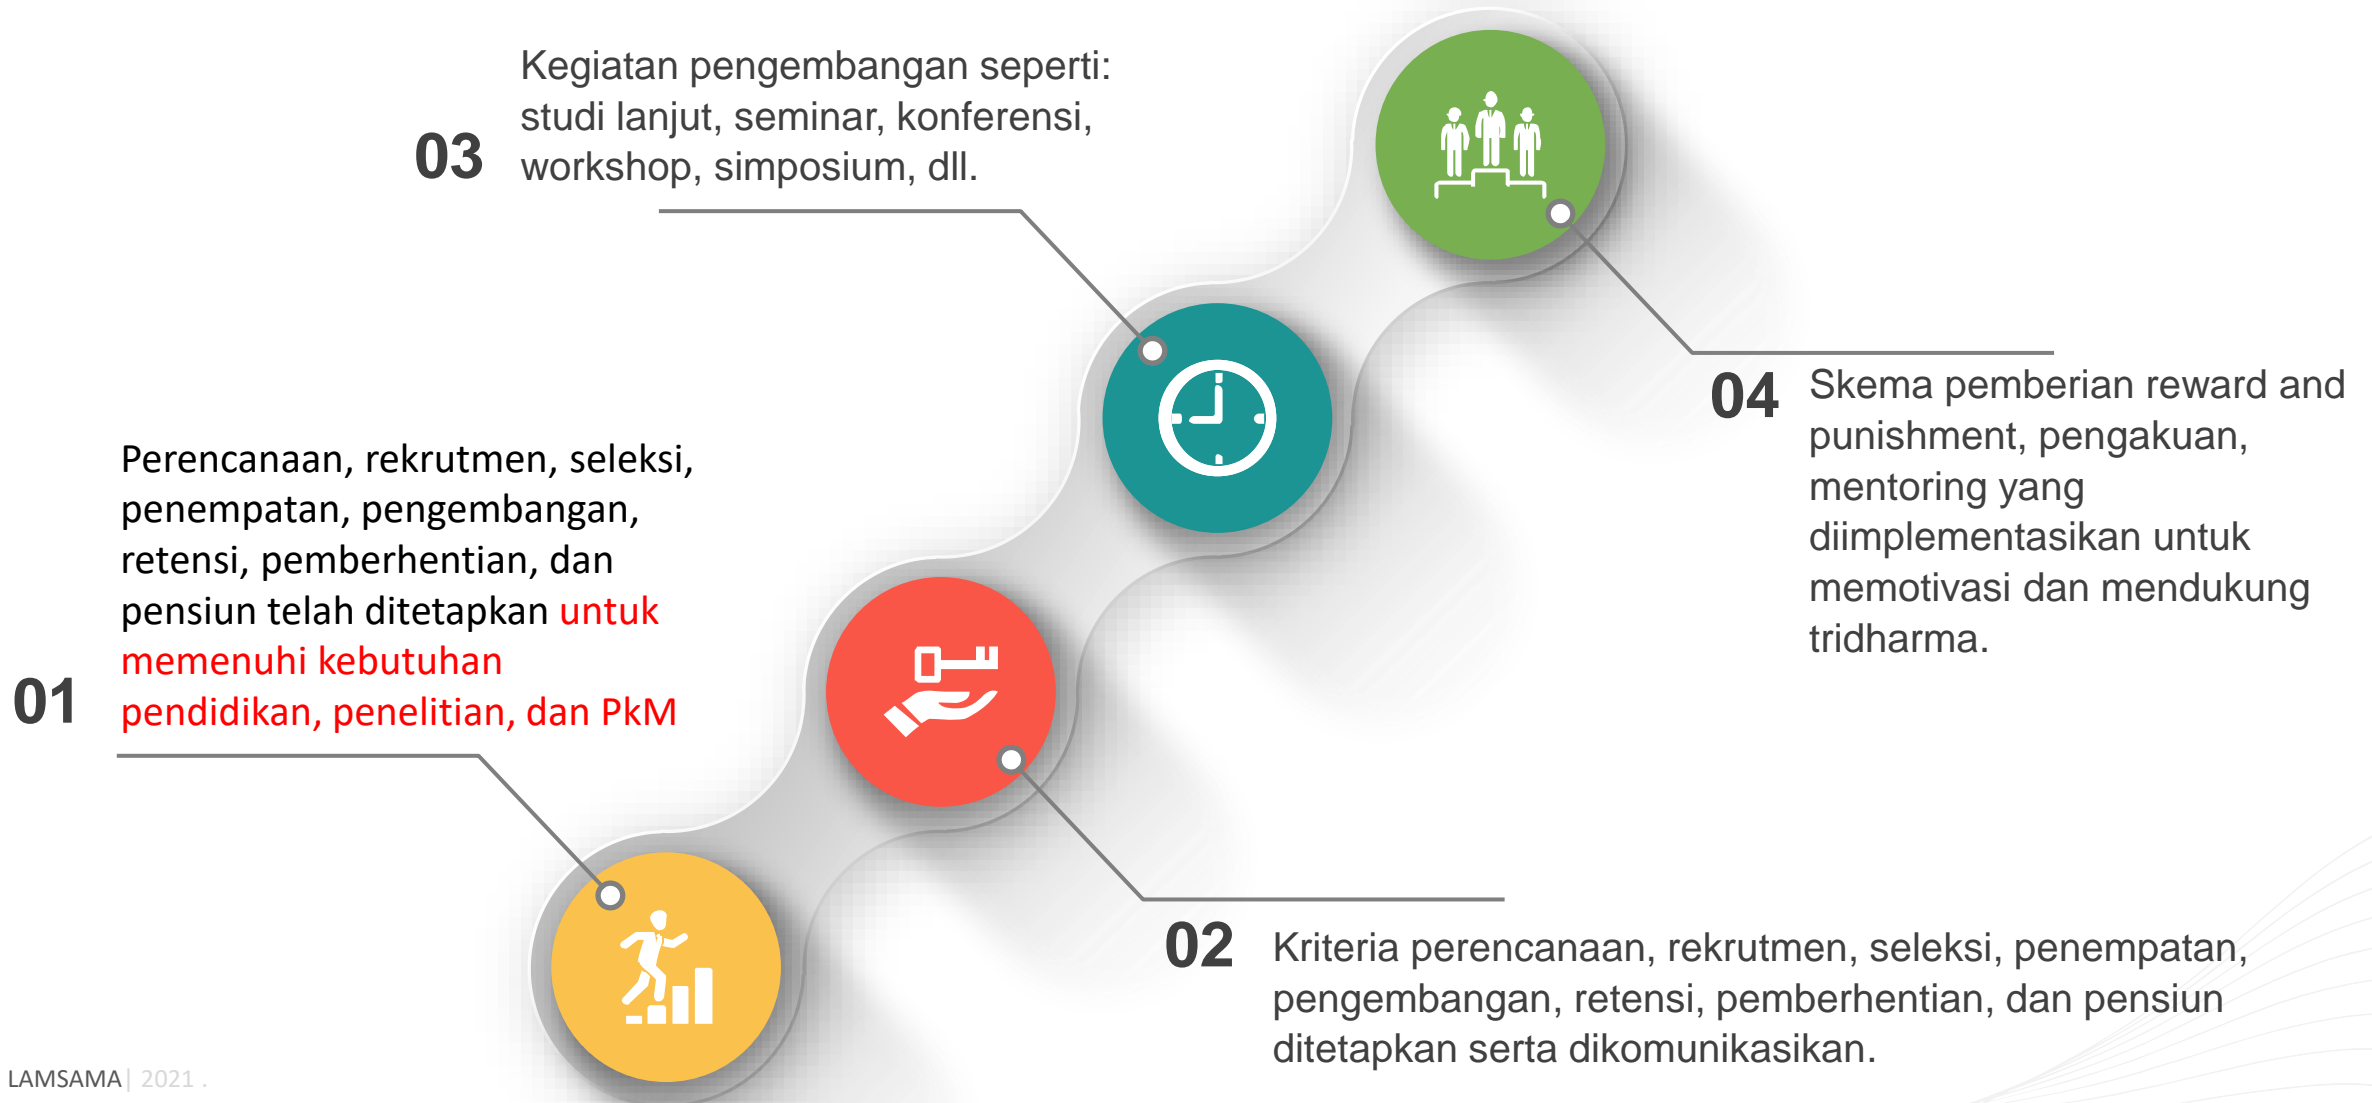 03
Kegiatan pengembangan seperti:
studi lanjut, seminar, konferensi,
workshop, simposium, dll.
04
Skema pemberian reward and
punishment, pengakuan,
mentoring yang
diimplementasikan untuk
memotivasi dan mendukung
tridharma.
01
Perencanaan, rekrutmen, seleksi,
penempatan, pengembangan,
retensi, pemberhentian, dan
pensiun telah ditetapkan untuk
memenuhi kebutuhan
pendidikan, penelitian, dan PkM
02
Kriteria perencanaan, rekrutmen, seleksi, penempatan,
pengembangan, retensi, pemberhentian, dan pensiun
ditetapkan serta dikomunikasikan.
LAMSAMA| 2021 .